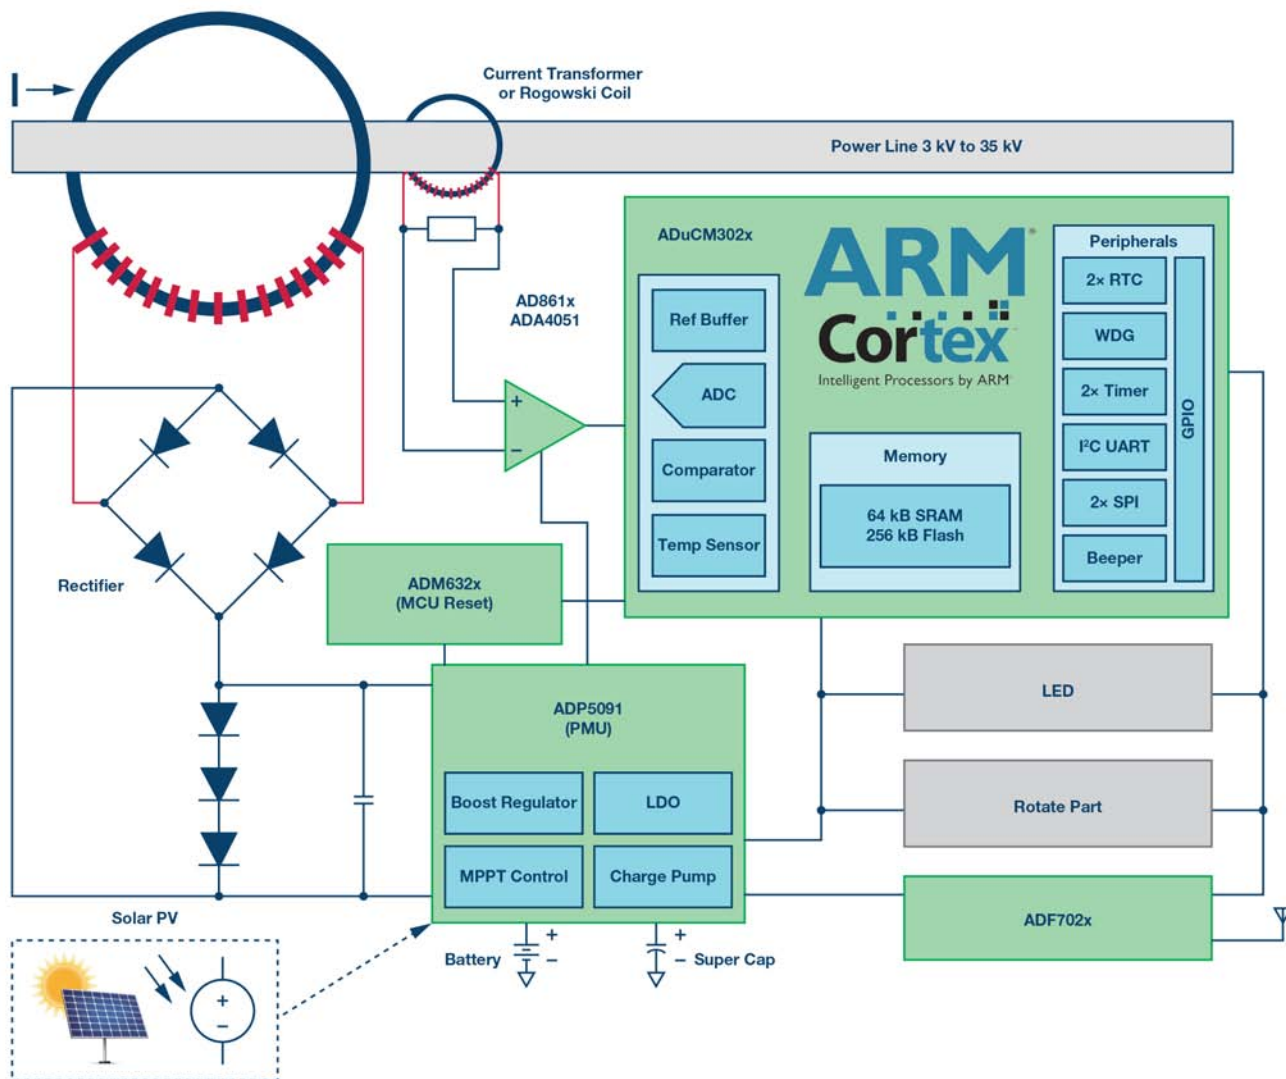 I
Current Transformer
or Rogowski Coil
Power Line 3 kV to 35 kV
ADuCM302x
ARM®
Cortex™
Intelligent Processors by ARM®
Peripherals
2× RTC
WDG
2× Timer
I²C UART
2× SPI
Beeper
GPIO
Ref Buffer
ADC
Comparator
Temp Sensor
Memory
64 kB SRAM
256 kB Flash
AD861x
ADA4051
+
−
Rectifier
ADM632x
(MCU Reset)
ADP5091
(PMU)
Boost Regulator
LDO
MPPT Control
Charge Pump
LED
Rotate Part
ADF702x
Solar PV
Battery
+
−
+
−
Super Cap
+
−